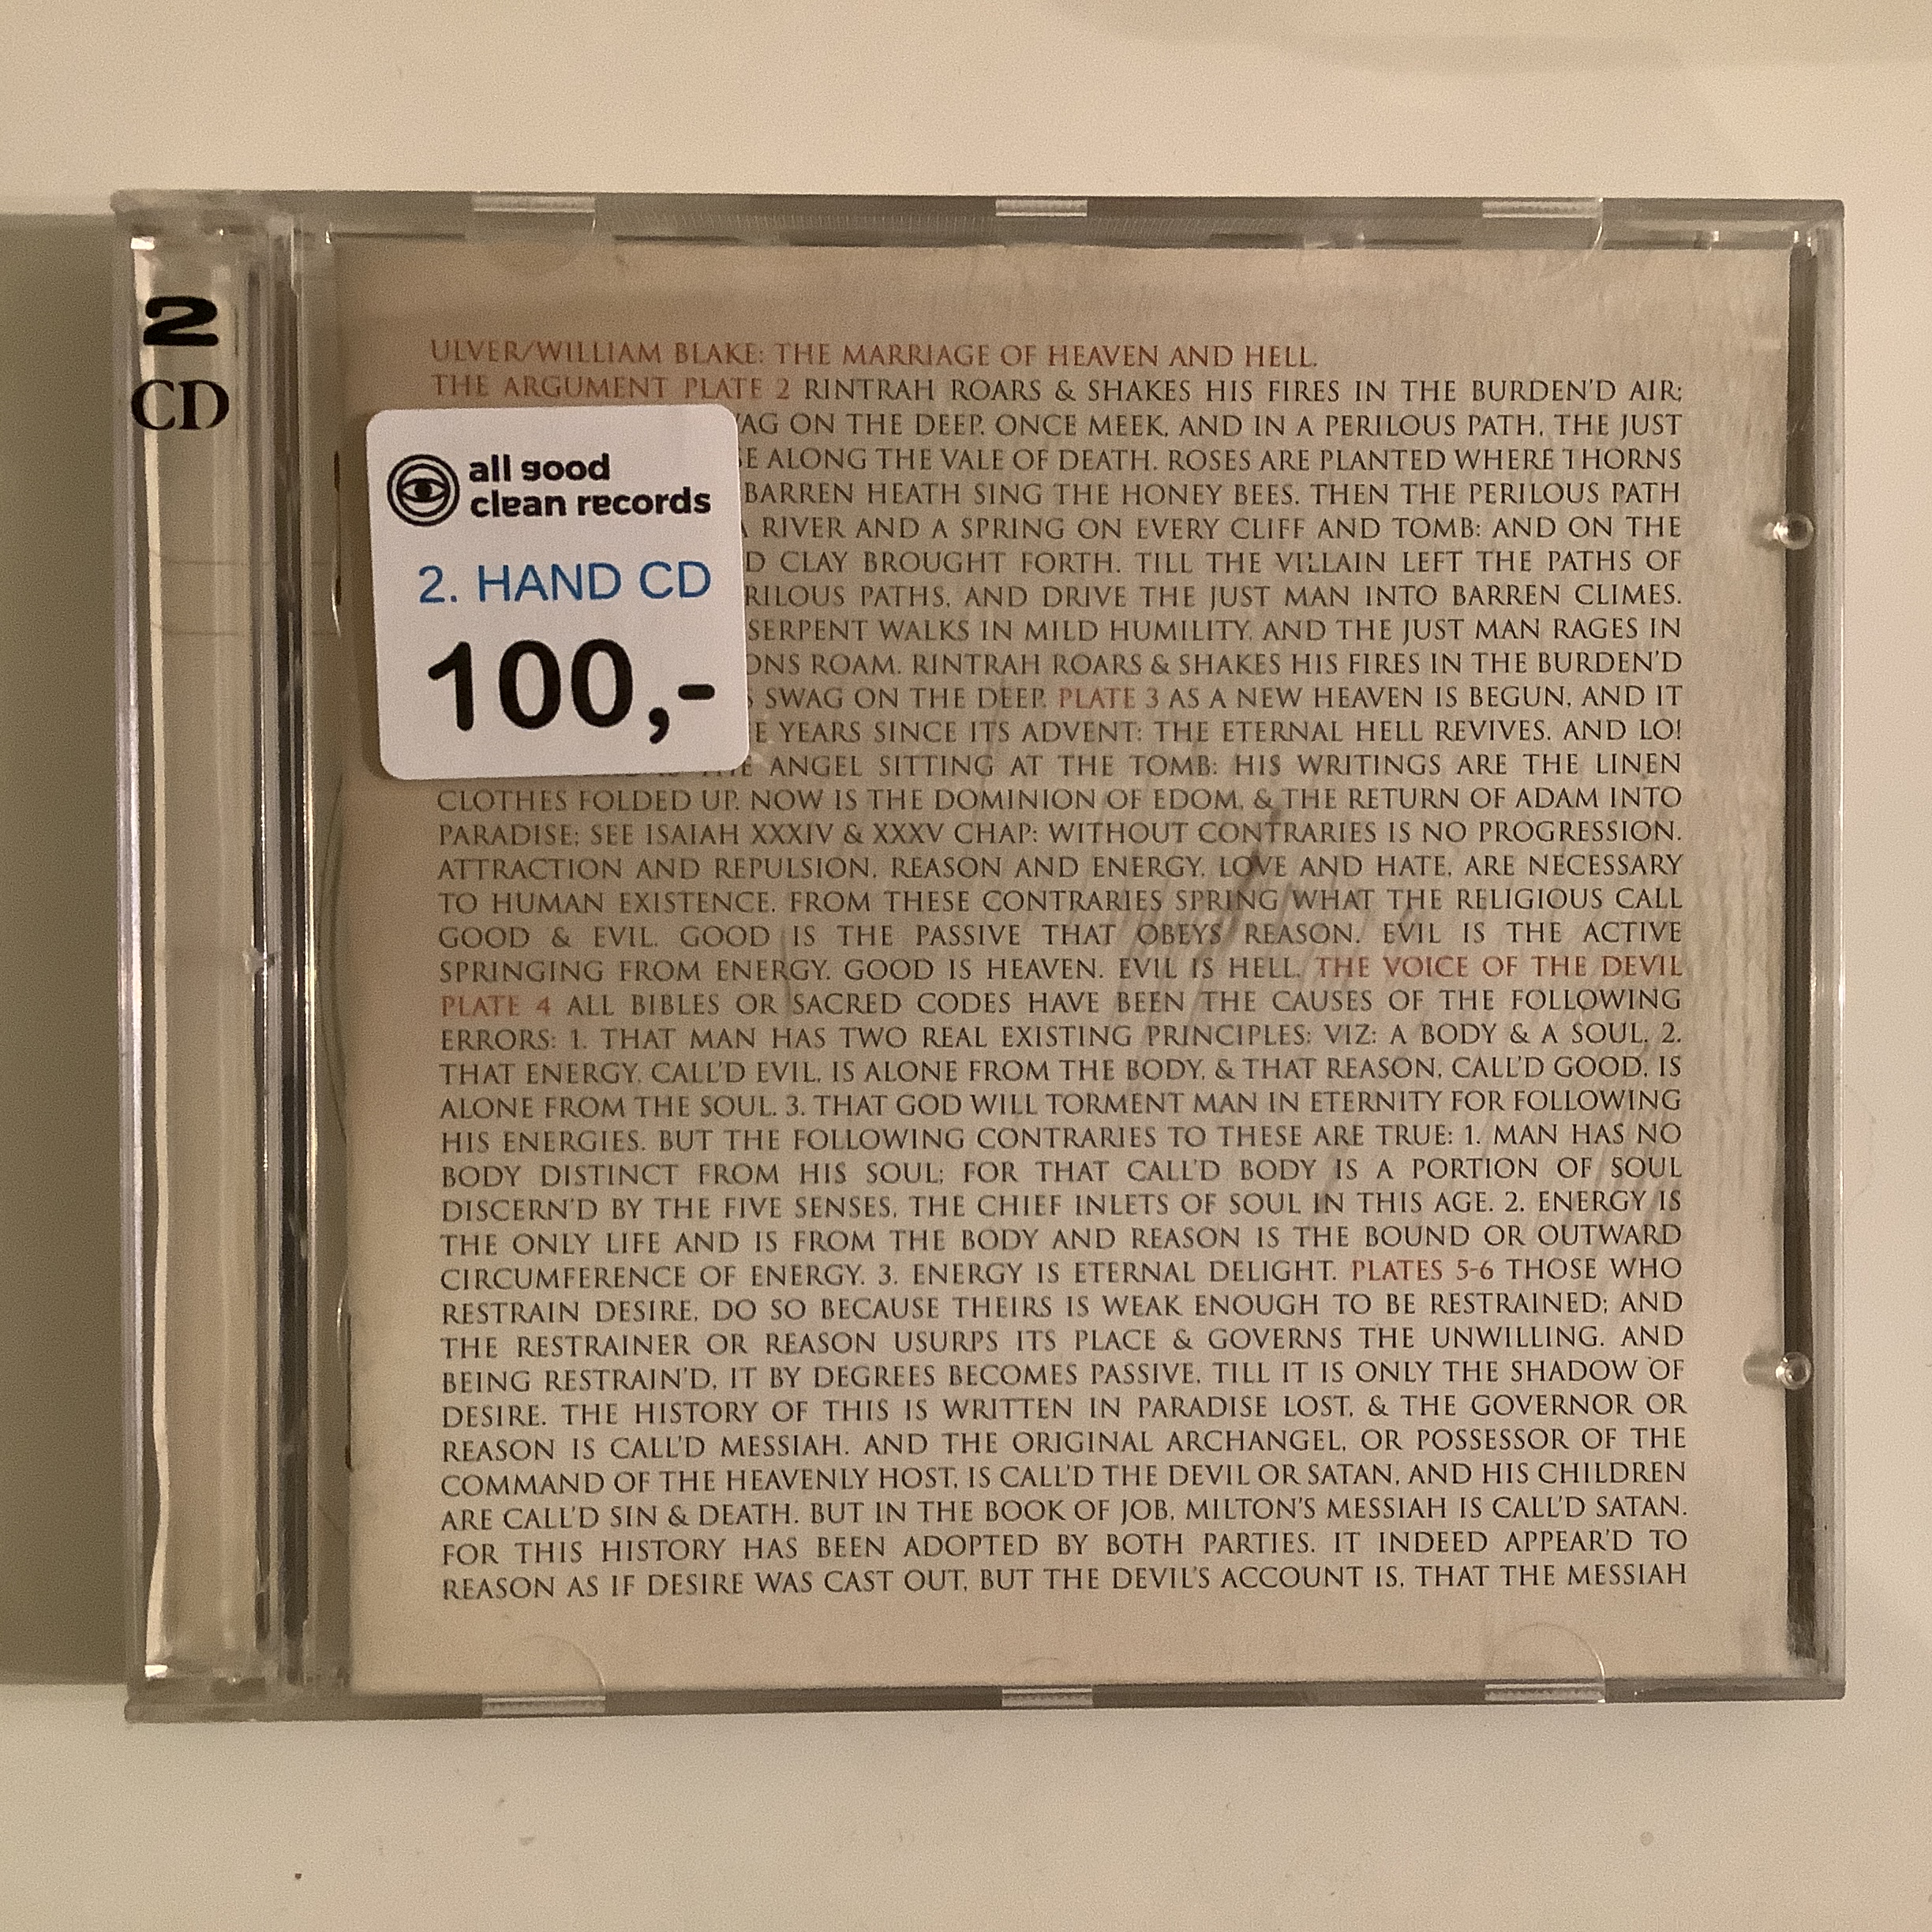 2
CD
all good
clean records
2. HAND CD
100,-
ULVER/WILLIAM BLAKE: THE MARRIAGE OF HEAVEN AND HELL.
THE ARGUMENT PLATE 2 RINTRAH ROARS & SHAKES HIS FIRES IN THE BURDEN'D AIR;
ON THE DEEP. ONCE MEEK, AND IN A PERILOUS PATH, THE JUST
ALONG THE VALE OF DEATH. ROSES ARE PLANTED WHERE THORNS
BARREN HEATH SING THE HONEY BEES. THEN THE PERILOUS PATH
A RIVER AND A SPRING ON EVERY CLIFF AND TOMB: AND ON THE
CLAY BROUGHT FORTH. TILL THE VILLAIN LEFT THE PATHS OF
PATHS, AND DRIVE THE JUST MAN INTO BARREN CLIMES.
SERPENT WALKS IN MILD HUMILITY, AND THE JUST MAN RAGES IN
ROAM. RINTRAH ROARS & SHAKES HIS FIRES IN THE BURDEN'D
SWAG ON THE DEEP. PLATE 3 AS A NEW HEAVEN IS BEGUN, AND IT
YEARS SINCE ITS ADVENT: THE ETERNAL HELL REVIVES. AND LO!
ANGEL SITTING AT THE TOMB: HIS WRITINGS ARE THE LINEN
CLOTHES FOLDED UP. NOW IS THE DOMINION OF EDOM, & THE RETURN OF ADAM INTO
PARADISE; SEE ISAIAH XXXIV & XXXV CHAP: WITHOUT CONTRARIES IS NO PROGRESSION.
ATTRACTION AND REPULSION, REASON AND ENERGY, LOVE AND HATE, ARE NECESSARY
TO HUMAN EXISTENCE. FROM THESE CONTRARIES SPRING WHAT THE RELIGIOUS CALL
GOOD & EVIL. GOOD IS THE PASSIVE THAT OBEYS REASON. EVIL IS THE ACTIVE
SPRINGING FROM ENERGY. GOOD IS HEAVEN. EVIL IS HELL. THE VOICE OF THE DEVIL
PLATE 4 ALL BIBLES OR SACRED CODES HAVE BEEN THE CAUSES OF THE FOLLOWING
ERRORS: 1. THAT MAN HAS TWO REAL EXISTING PRINCIPLES: VIZ: A BODY & A SOUL. 2.
THAT ENERGY, CALL'D EVIL, IS ALONE FROM THE BODY, & THAT REASON, CALL'D GOOD, IS
ALONE FROM THE SOUL. 3. THAT GOD WILL TORMENT MAN IN ETERNITY FOR FOLLOWING
HIS ENERGIES. BUT THE FOLLOWING CONTRARIES TO THESE ARE TRUE: 1. MAN HAS NO
BODY DISTINCT FROM HIS SOUL; FOR THAT CALL'D BODY IS A PORTION OF SOUL
DISCERN'D BY THE FIVE SENSES, THE CHIEF INLETS OF SOUL IN THIS AGE. 2. ENERGY IS
THE ONLY LIFE AND IS FROM THE BODY AND REASON IS THE BOUND OR OUTWARD
CIRCUMFERENCE OF ENERGY. 3. ENERGY IS ETERNAL DELIGHT. PLATES 5-6 THOSE WHO
RESTRAIN DESIRE, DO SO BECAUSE THEIRS IS WEAK ENOUGH TO BE RESTRAINED; AND
THE RESTRAINER OR REASON USURPS ITS PLACE & GOVERNS THE UNWILLING. AND
BEING RESTRAIN'D, IT BY DEGREES BECOMES PASSIVE, TILL IT IS ONLY THE SHADOW OF
DESIRE. THE HISTORY OF THIS IS WRITTEN IN PARADISE LOST, & THE GOVERNOR OR
REASON IS CALL'D MESSIAH. AND THE ORIGINAL ARCHANGEL, OR POSSESSOR OF THE
COMMAND OF THE HEAVENLY HOST, IS CALL'D THE DEVIL OR SATAN, AND HIS CHILDREN
ARE CALL'D SIN & DEATH. BUT IN THE BOOK OF JOB, MILTON'S MESSIAH IS CALL'D SATAN.
FOR THIS HISTORY HAS BEEN ADOPTED BY BOTH PARTIES. IT INDEED APPEAR'D TO
REASON AS IF DESIRE WAS CAST OUT, BUT THE DEVIL'S ACCOUNT IS, THAT THE MESSIAH